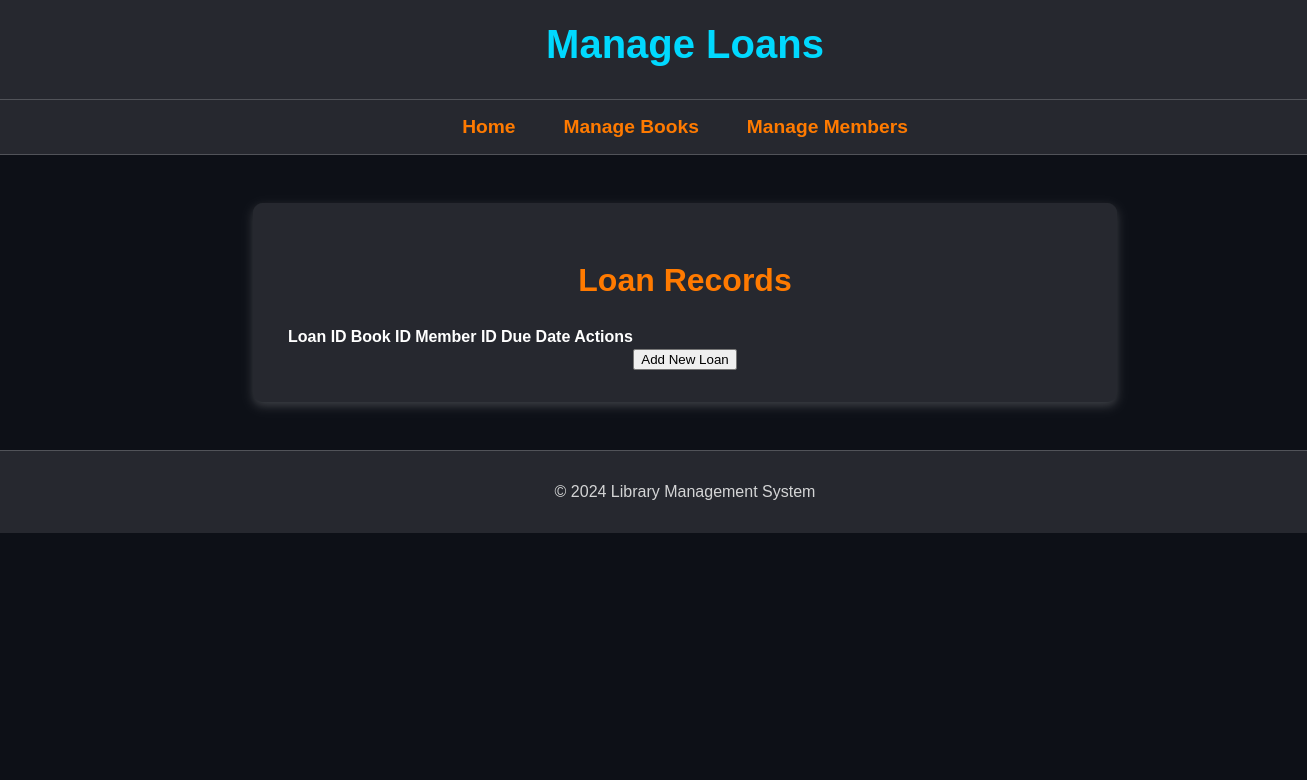 Manage Loans
Home Manage Books Manage Members
Loan Records
Loan ID Book ID Member ID Due Date Actions
Add New Loan
© 2024 Library Management System